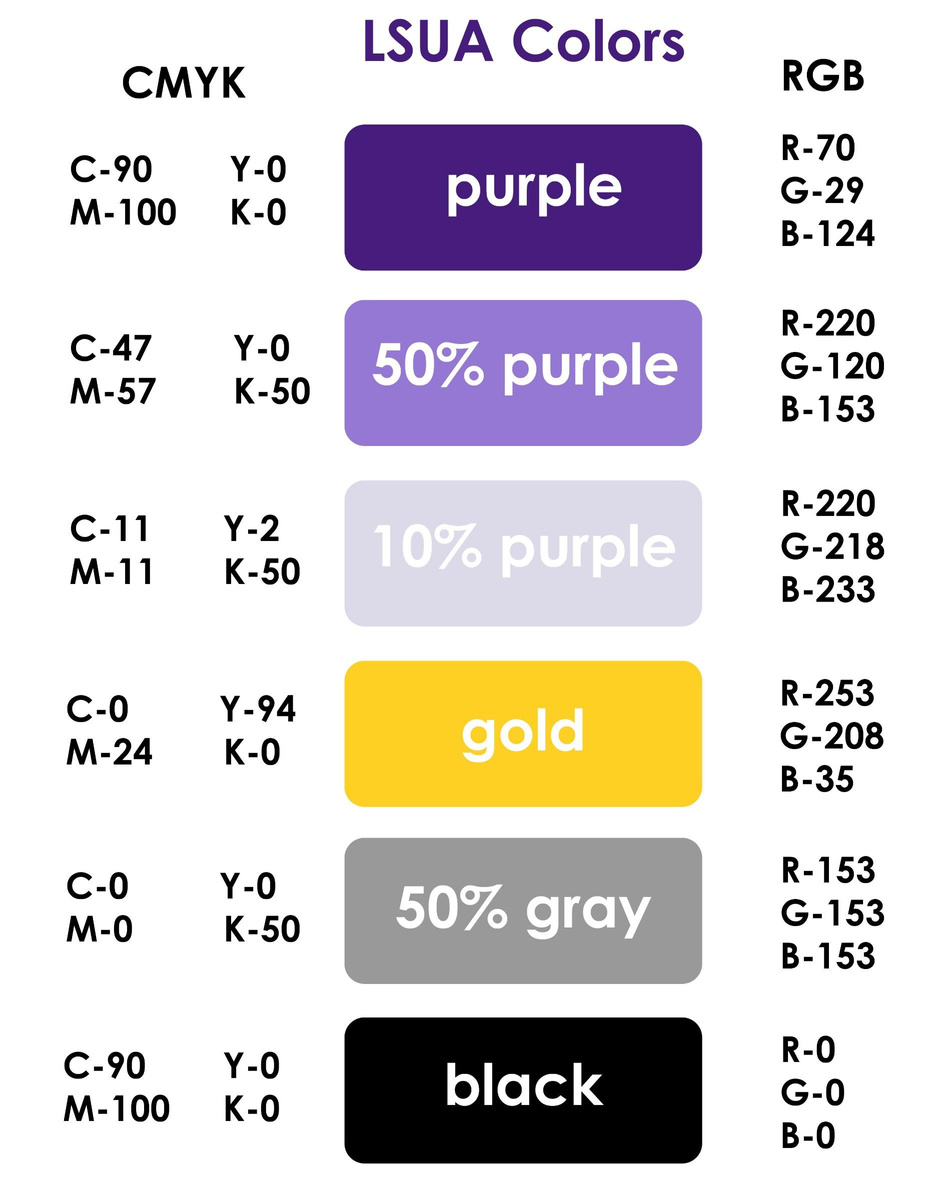 LSUA Colors
CMYK
RGB
C-90 Y-0
M-100 K-0
purple
R-70
G-29
B-124
C-47 Y-0
M-57 K-50
50% purple
R-220
G-120
B-153
C-11 Y-2
M-11 K-50
10% purple
R-220
G-218
B-233
C-0 Y-94
M-24 K-0
gold
R-253
G-208
B-35
C-0 Y-0
M-0 K-50
50% gray
R-153
G-153
B-153
C-90 Y-0
M-100 K-0
black
R-0
G-0
B-0